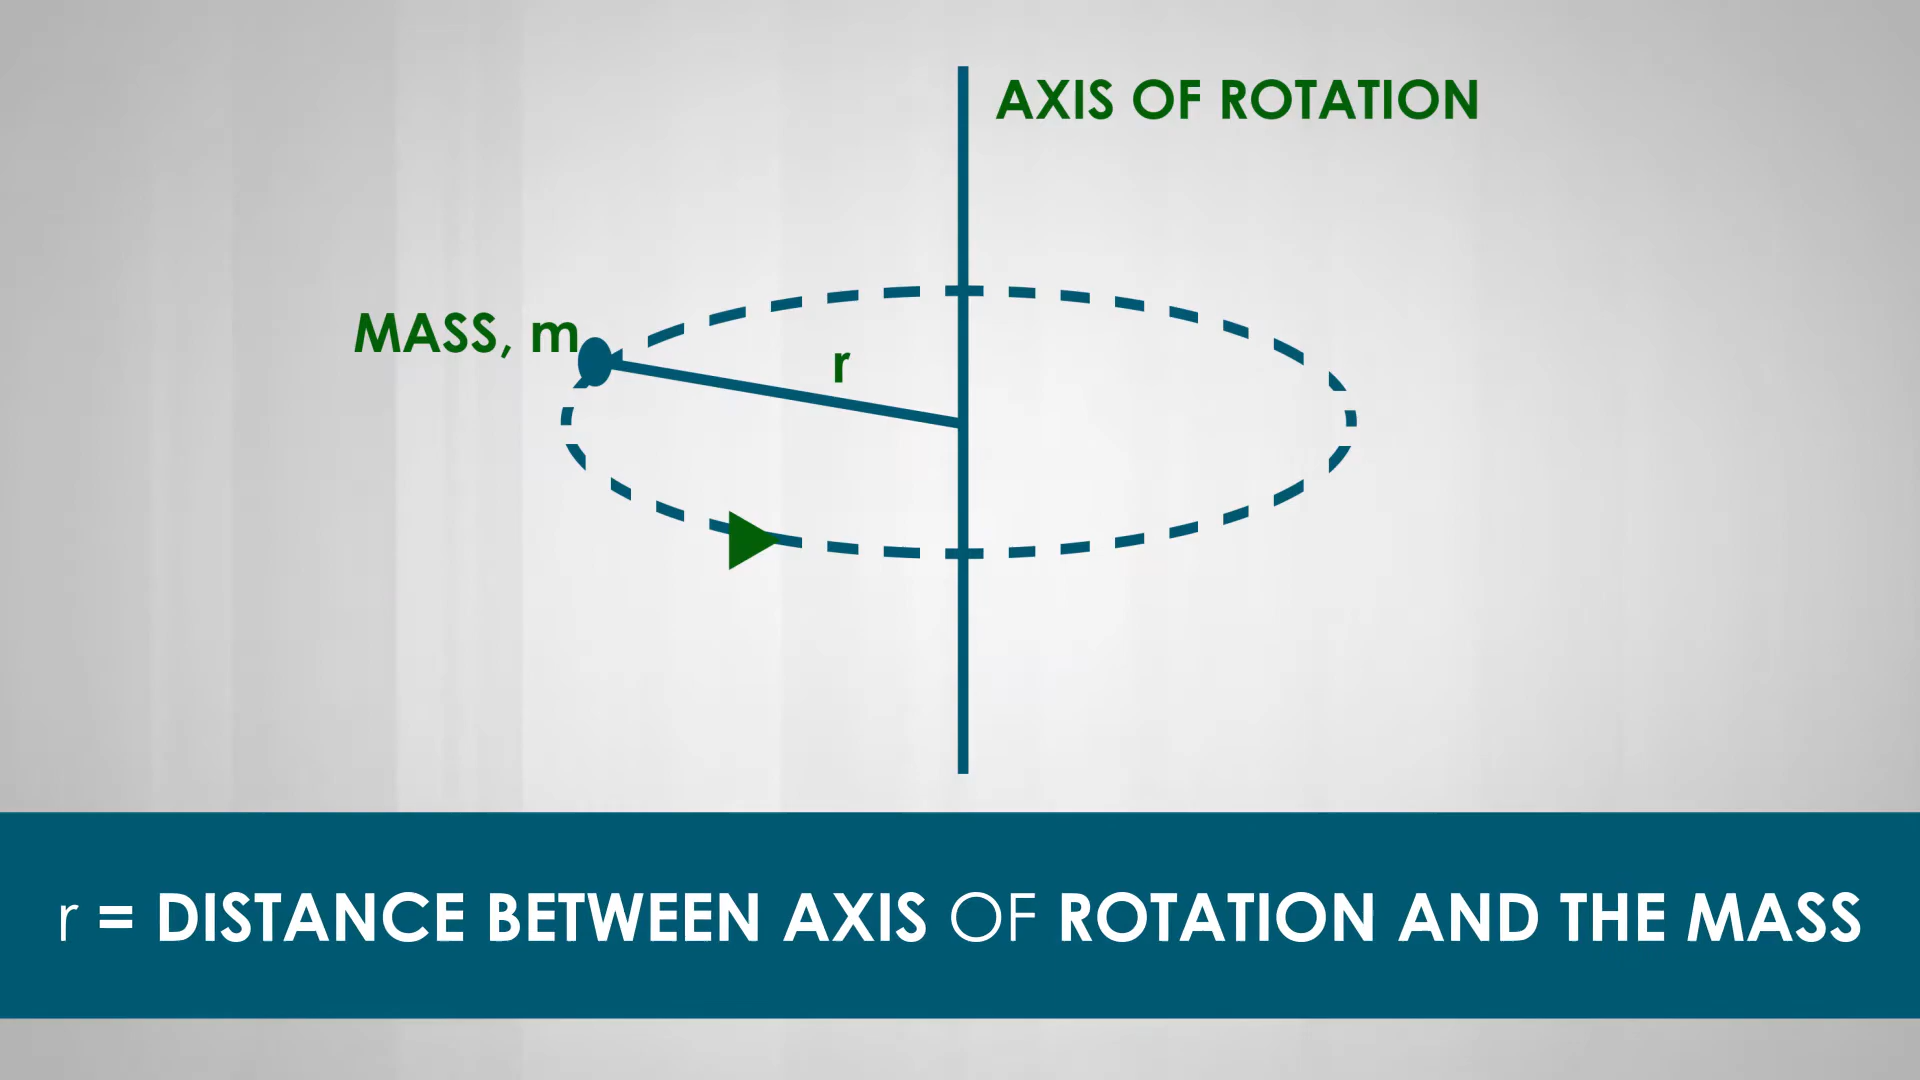 AXIS OF ROTATION
MASS, m
r
r = DISTANCE BETWEEN AXIS OF ROTATION AND THE MASS